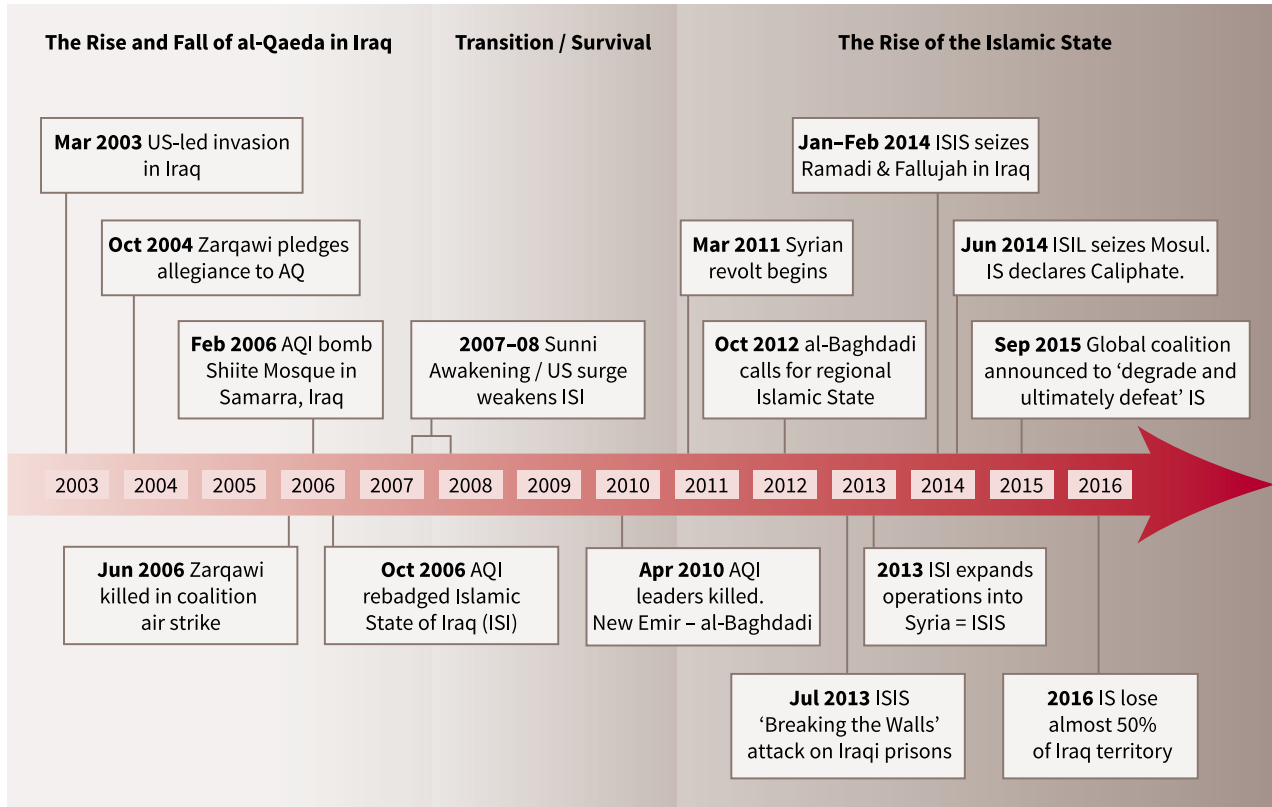 The Rise and Fall of al-Qaeda in Iraq
Transition / Survival
The Rise of the Islamic State
Mar 2003 US-led invasion
in Iraq
Jan–Feb 2014 ISIS seizes
Ramadi & Fallujah in Iraq
Oct 2004 Zarqawi pledges
allegiance to AQ
Mar 2011 Syrian
revolt begins
Jun 2014 ISIL seizes Mosul.
IS declares Caliphate.
Feb 2006 AQI bomb
Shiite Mosque in
Samarra, Iraq
2007–08 Sunni
Awakening / US surge
weakens ISI
Oct 2012 al-Baghdadi
calls for regional
Islamic State
Sep 2015 Global coalition
announced to ‘degrade and
ultimately defeat’ IS
2003 2004 2005 2006 2007 2008 2009 2010 2011 2012 2013 2014 2015 2016
Jun 2006 Zarqawi
killed in coalition
air strike
Oct 2006 AQI
rebadged Islamic
State of Iraq (ISI)
Apr 2010 AQI
leaders killed.
New Emir – al-Baghdadi
2013 ISI expands
operations into
Syria = ISIS
Jul 2013 ISIS
‘Breaking the Walls’
attack on Iraqi prisons
2016 IS lose
almost 50%
of Iraq territory